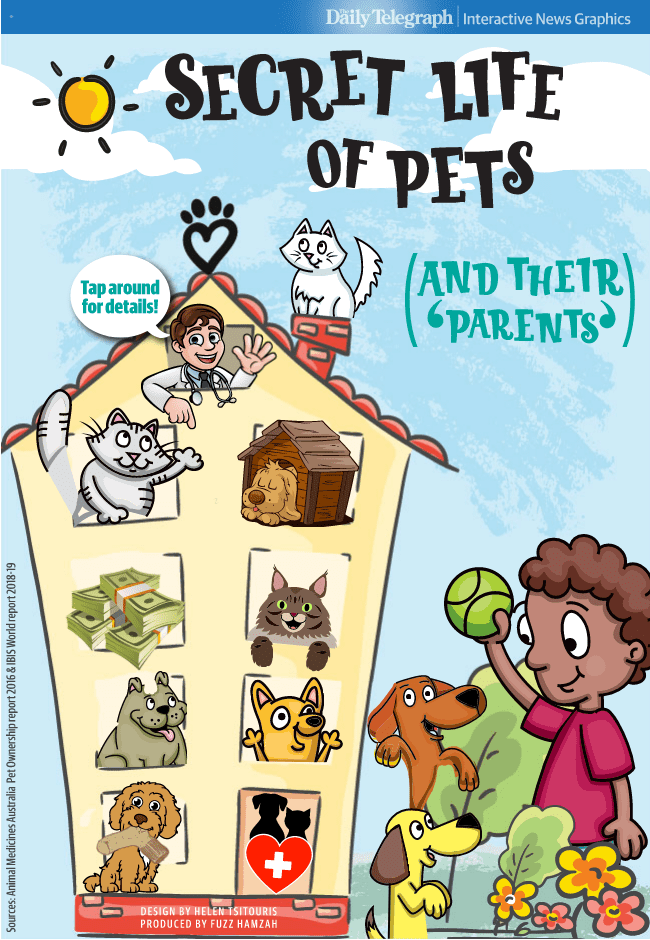 The Daily Telegraph | Interactive News Graphics
SECRET LIFE
OF PETS
(AND THEIR
‘PARENTS’)
Tap around
for details!
Sources: Animal Medicines Australia Pet Ownership report 2016 & IBIS World report 2018-19
DESIGN BY HELEN TSITOURIS
PRODUCED BY FUZZ HAMZAH